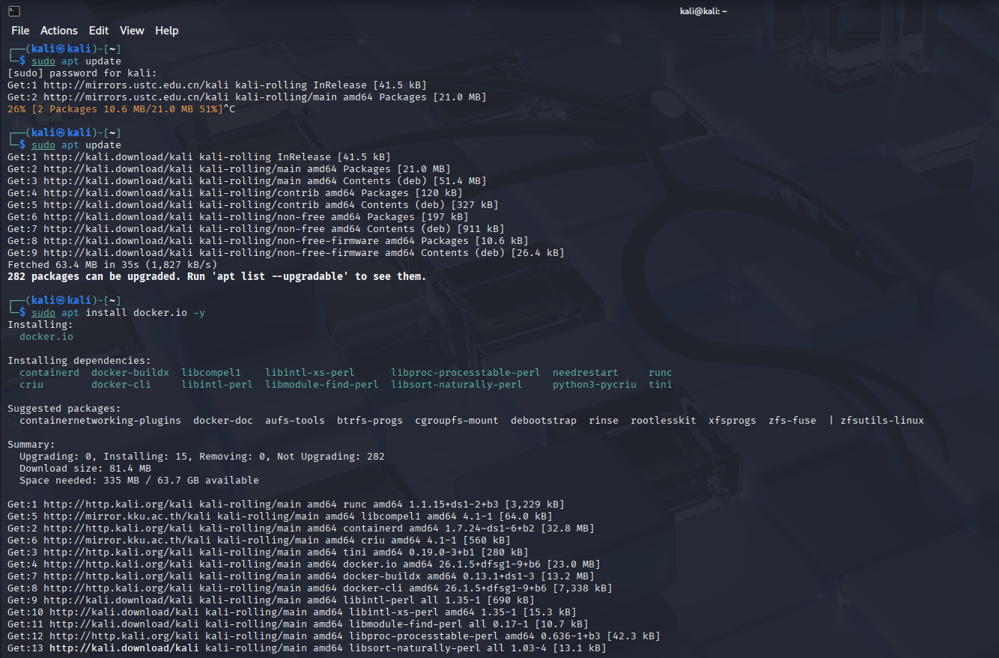 kali@kali: ~
File Actions Edit View Help
┌──(kali㉿kali)-[~]
└─$ sudo apt update
[sudo] password for kali:
Get:1 http://mirrors.ustc.edu.cn/kali kali-rolling InRelease [41.5 kB]
Get:2 http://mirrors.ustc.edu.cn/kali kali-rolling/main amd64 Packages [21.0 MB]
26% [2 Packages 10.6 MB/21.0 MB 51%]^C
┌──(kali㉿kali)-[~]
└─$ sudo apt update
Get:1 http://kali.download/kali kali-rolling InRelease [41.5 kB]
Get:2 http://kali.download/kali kali-rolling/main amd64 Packages [21.0 MB]
Get:3 http://kali.download/kali kali-rolling/main amd64 Contents (deb) [51.4 MB]
Get:4 http://kali.download/kali kali-rolling/contrib amd64 Packages [120 kB]
Get:5 http://kali.download/kali kali-rolling/contrib amd64 Contents (deb) [327 kB]
Get:6 http://kali.download/kali kali-rolling/non-free amd64 Packages [197 kB]
Get:7 http://kali.download/kali kali-rolling/non-free amd64 Contents (deb) [911 kB]
Get:8 http://kali.download/kali kali-rolling/non-free-firmware amd64 Packages [10.6 kB]
Get:9 http://kali.download/kali kali-rolling/non-free-firmware amd64 Contents (deb) [26.4 kB]
Fetched 63.4 MB in 35s (1,827 kB/s)
282 packages can be upgraded. Run 'apt list --upgradable' to see them.
┌──(kali㉿kali)-[~]
└─$ sudo apt install docker.io -y
Installing:
docker.io
Installing dependencies:
containerd docker-buildx libcompel1 libintl-xs-perl libproc-processtable-perl needrestart runc
criu docker-cli libintl-perl libmodule-find-perl libsort-naturally-perl python3-pycriu tini
Suggested packages:
containernetworking-plugins docker-doc aufs-tools btrfs-progs cgroupfs-mount debootstrap rinse rootlesskit xfsprogs zfs-fuse | zfsutils-linux
Summary:
Upgrading: 0, Installing: 15, Removing: 0, Not Upgrading: 282
Download size: 81.4 MB
Space needed: 335 MB / 63.7 GB available
Get:1 http://http.kali.org/kali kali-rolling/main amd64 runc amd64 1.1.15+ds1-2+b3 [3,229 kB]
Get:5 http://mirror.kku.ac.th/kali kali-rolling/main amd64 libcompel1 amd64 4.1-1 [64.0 kB]
Get:2 http://http.kali.org/kali kali-rolling/main amd64 containerd amd64 1.7.24~ds1-6+b2 [32.8 MB]
Get:6 http://mirror.kku.ac.th/kali kali-rolling/main amd64 criu amd64 4.1-1 [560 kB]
Get:3 http://http.kali.org/kali kali-rolling/main amd64 tini amd64 0.19.0-3+b1 [280 kB]
Get:4 http://http.kali.org/kali kali-rolling/main amd64 docker.io amd64 26.1.5+dfsg1-9+b6 [23.0 MB]
Get:7 http://http.kali.org/kali kali-rolling/main amd64 docker-buildx amd64 0.13.1+ds1-3 [13.2 MB]
Get:8 http://http.kali.org/kali kali-rolling/main amd64 docker-cli amd64 26.1.5+dfsg1-9+b6 [7,338 kB]
Get:9 http://kali.download/kali kali-rolling/main amd64 libintl-perl all 1.35-1 [690 kB]
Get:10 http://kali.download/kali kali-rolling/main amd64 libintl-xs-perl amd64 1.35-1 [15.3 kB]
Get:11 http://kali.download/kali kali-rolling/main amd64 libmodule-find-perl all 0.17-1 [10.7 kB]
Get:12 http://http.kali.org/kali kali-rolling/main amd64 libproc-processtable-perl amd64 0.636-1+b3 [42.3 kB]
Get:13 http://kali.download/kali kali-rolling/main amd64 libsort-naturally-perl all 1.03-4 [13.1 kB]